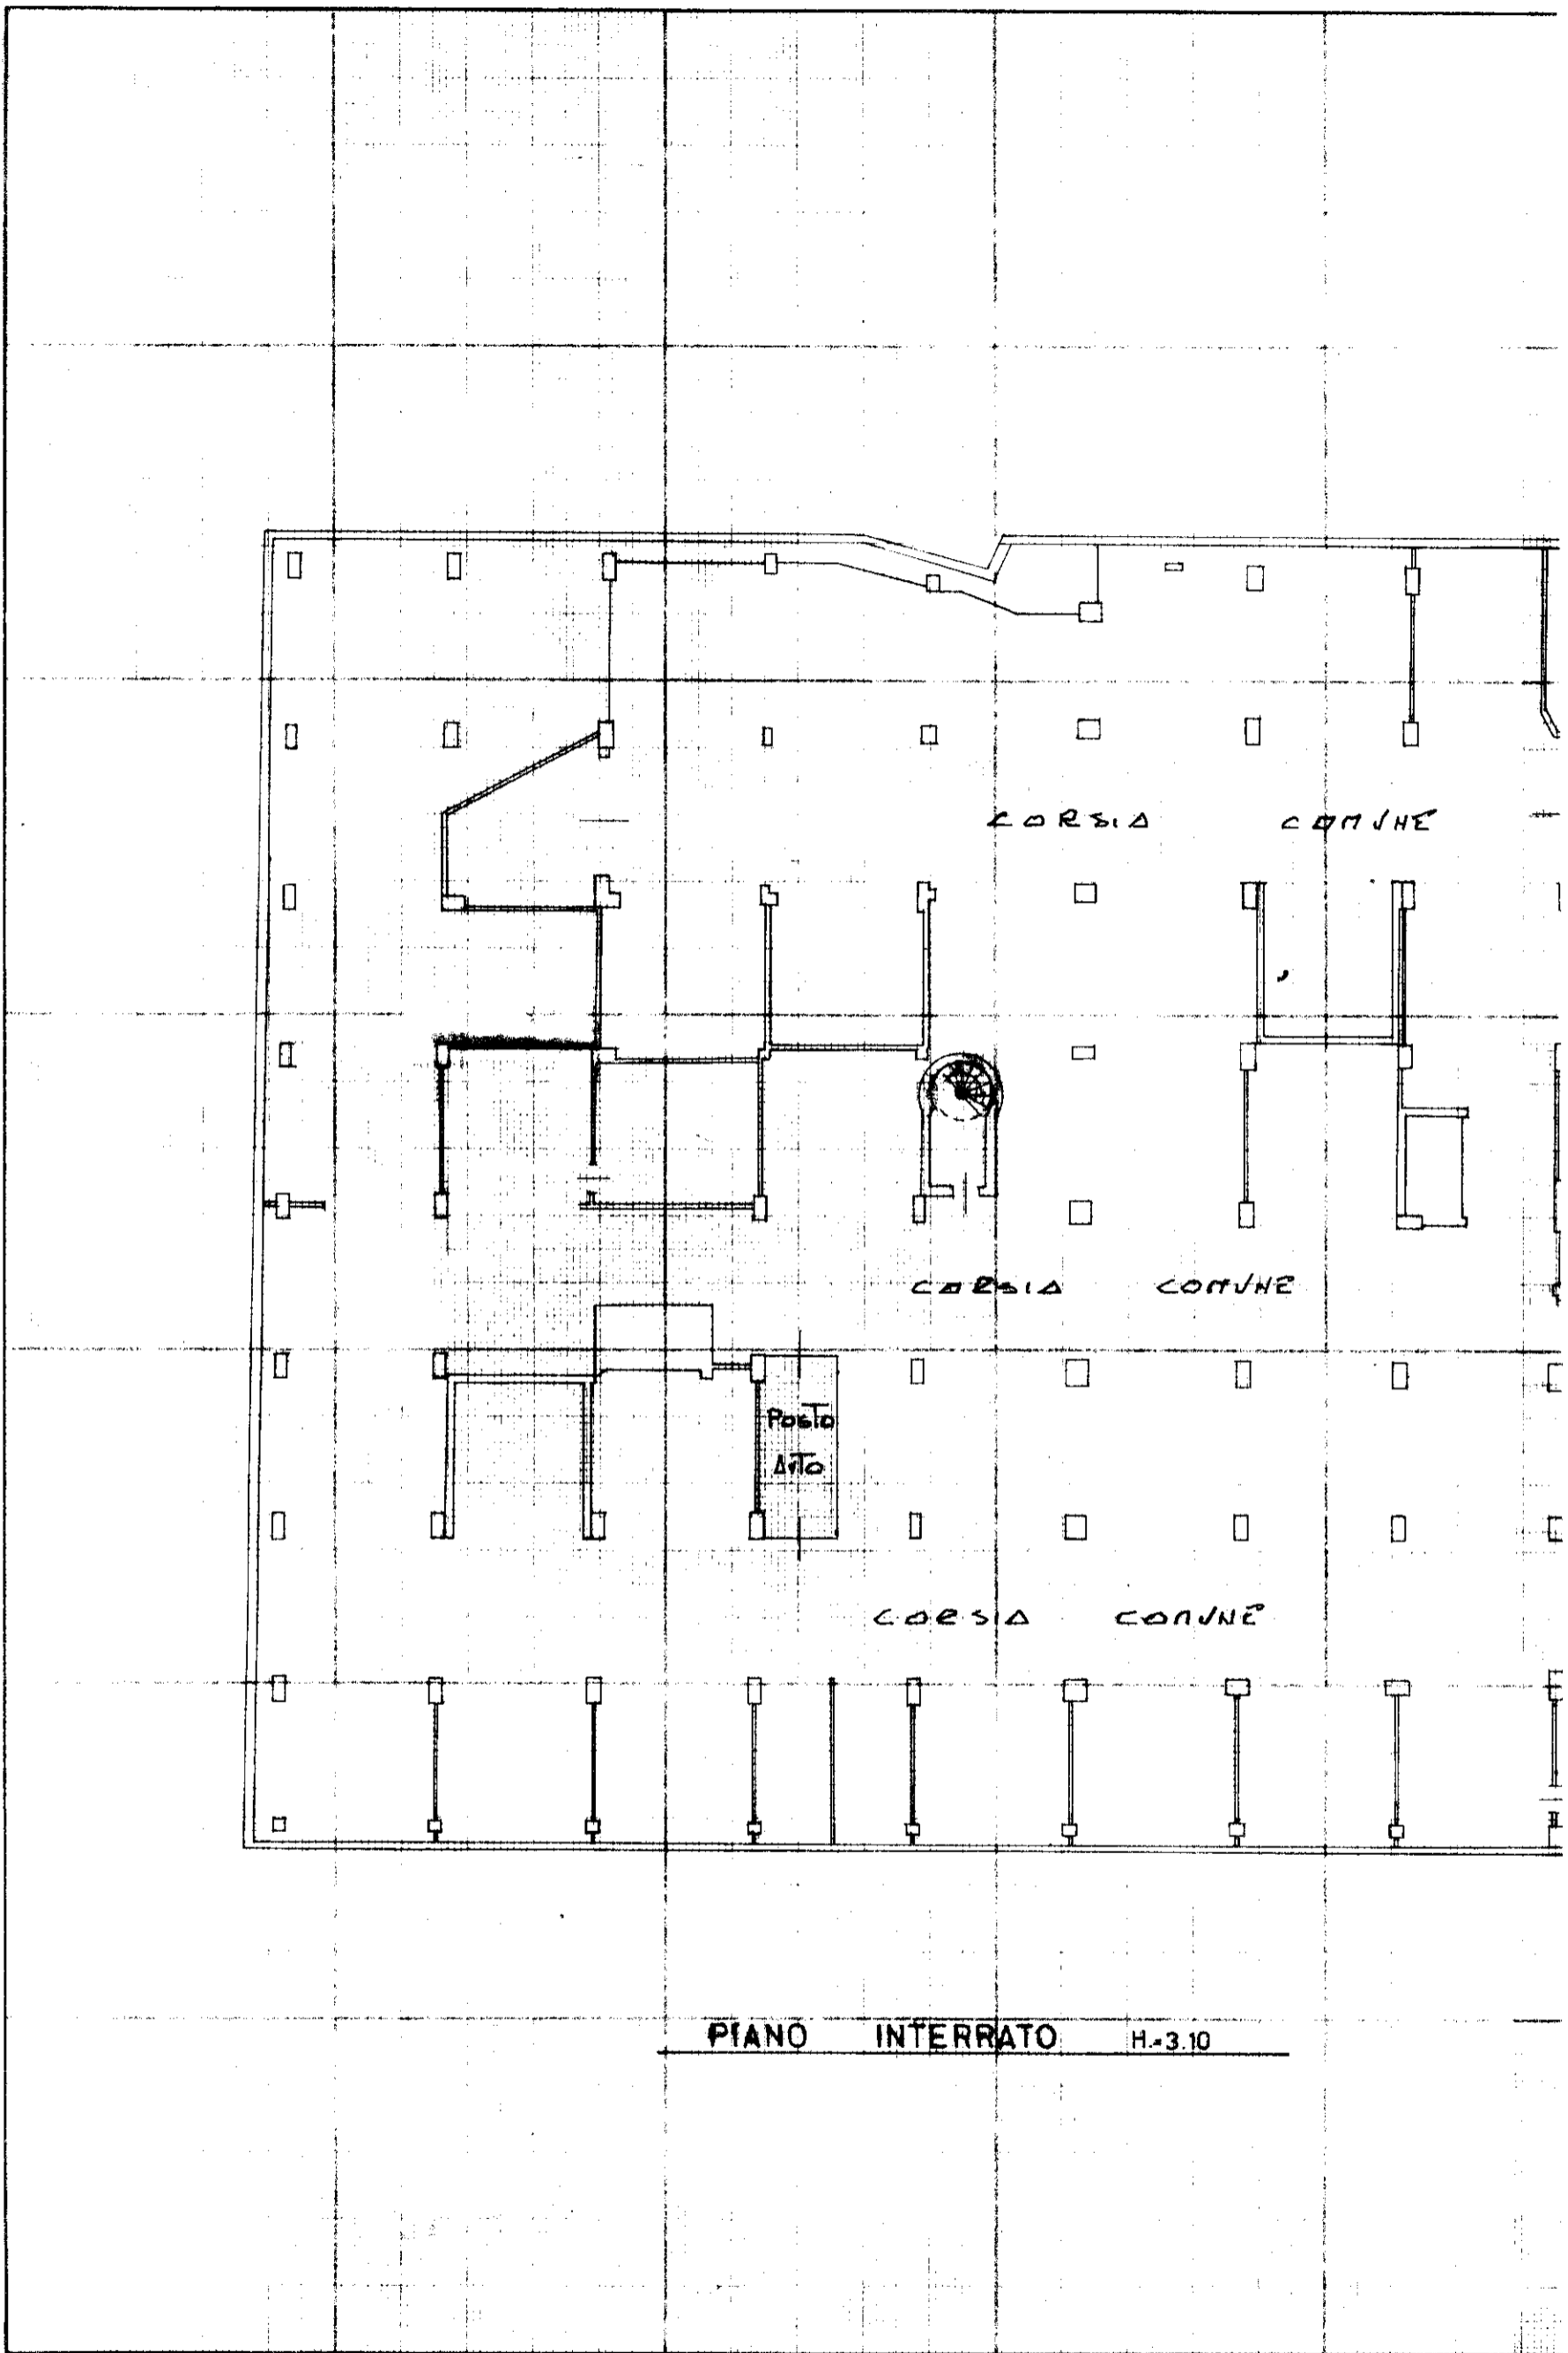 CORSIA COMUNE
CORSIA COMUNE
POSTO
AUTO
CORSIA COMUNE
PIANO INTERRATO H.=3.10